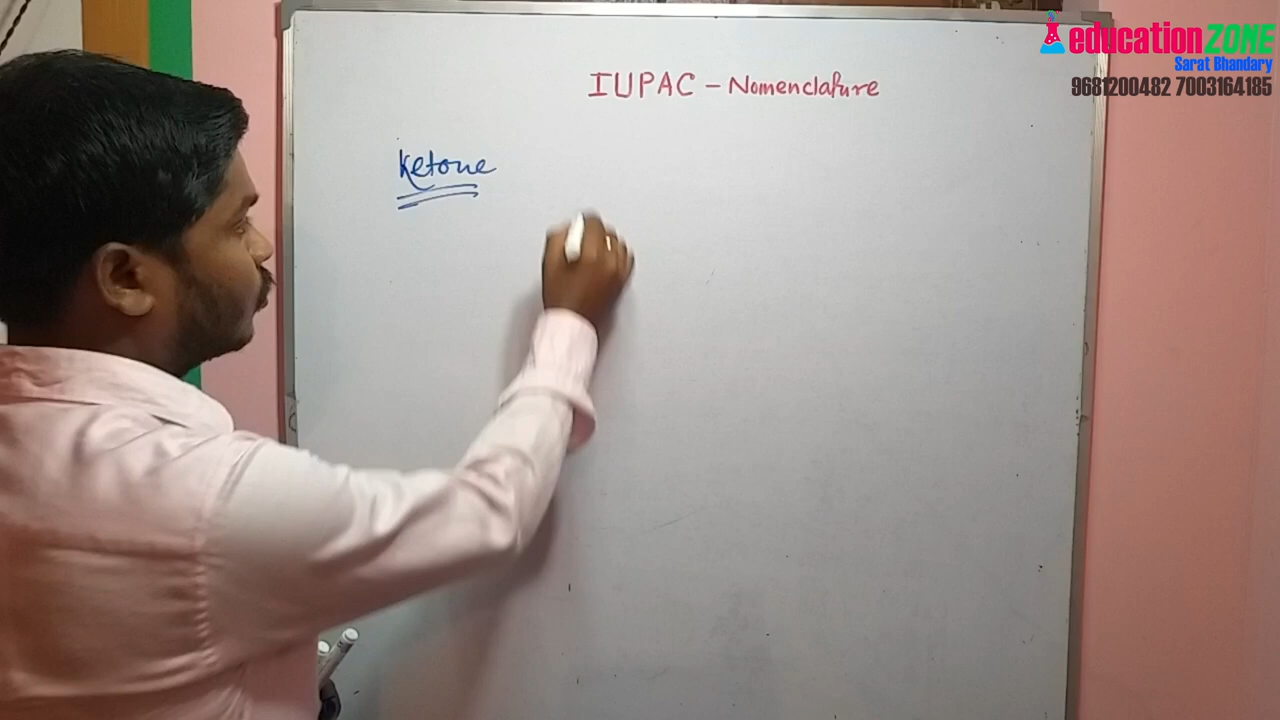 educationZONE
Sarat Bhandary
9681200482 7003164185
IUPAC - Nomenclature
Ketone